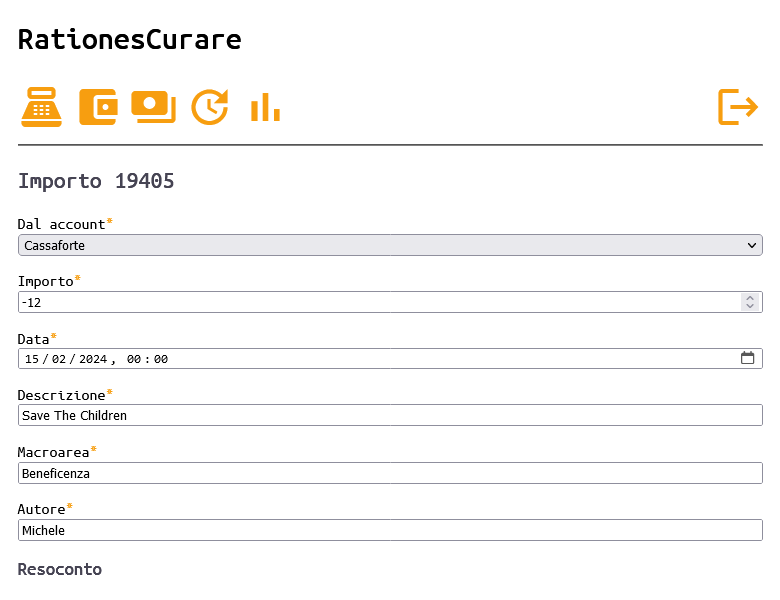 RationesCurare
Importo 19405
Dal account*
Cassaforte
Importo*
-12
Data*
15/02/2024, 00:00
Descrizione*
Save The Children
Macroarea*
Beneficenza
Autore*
Michele
Resoconto